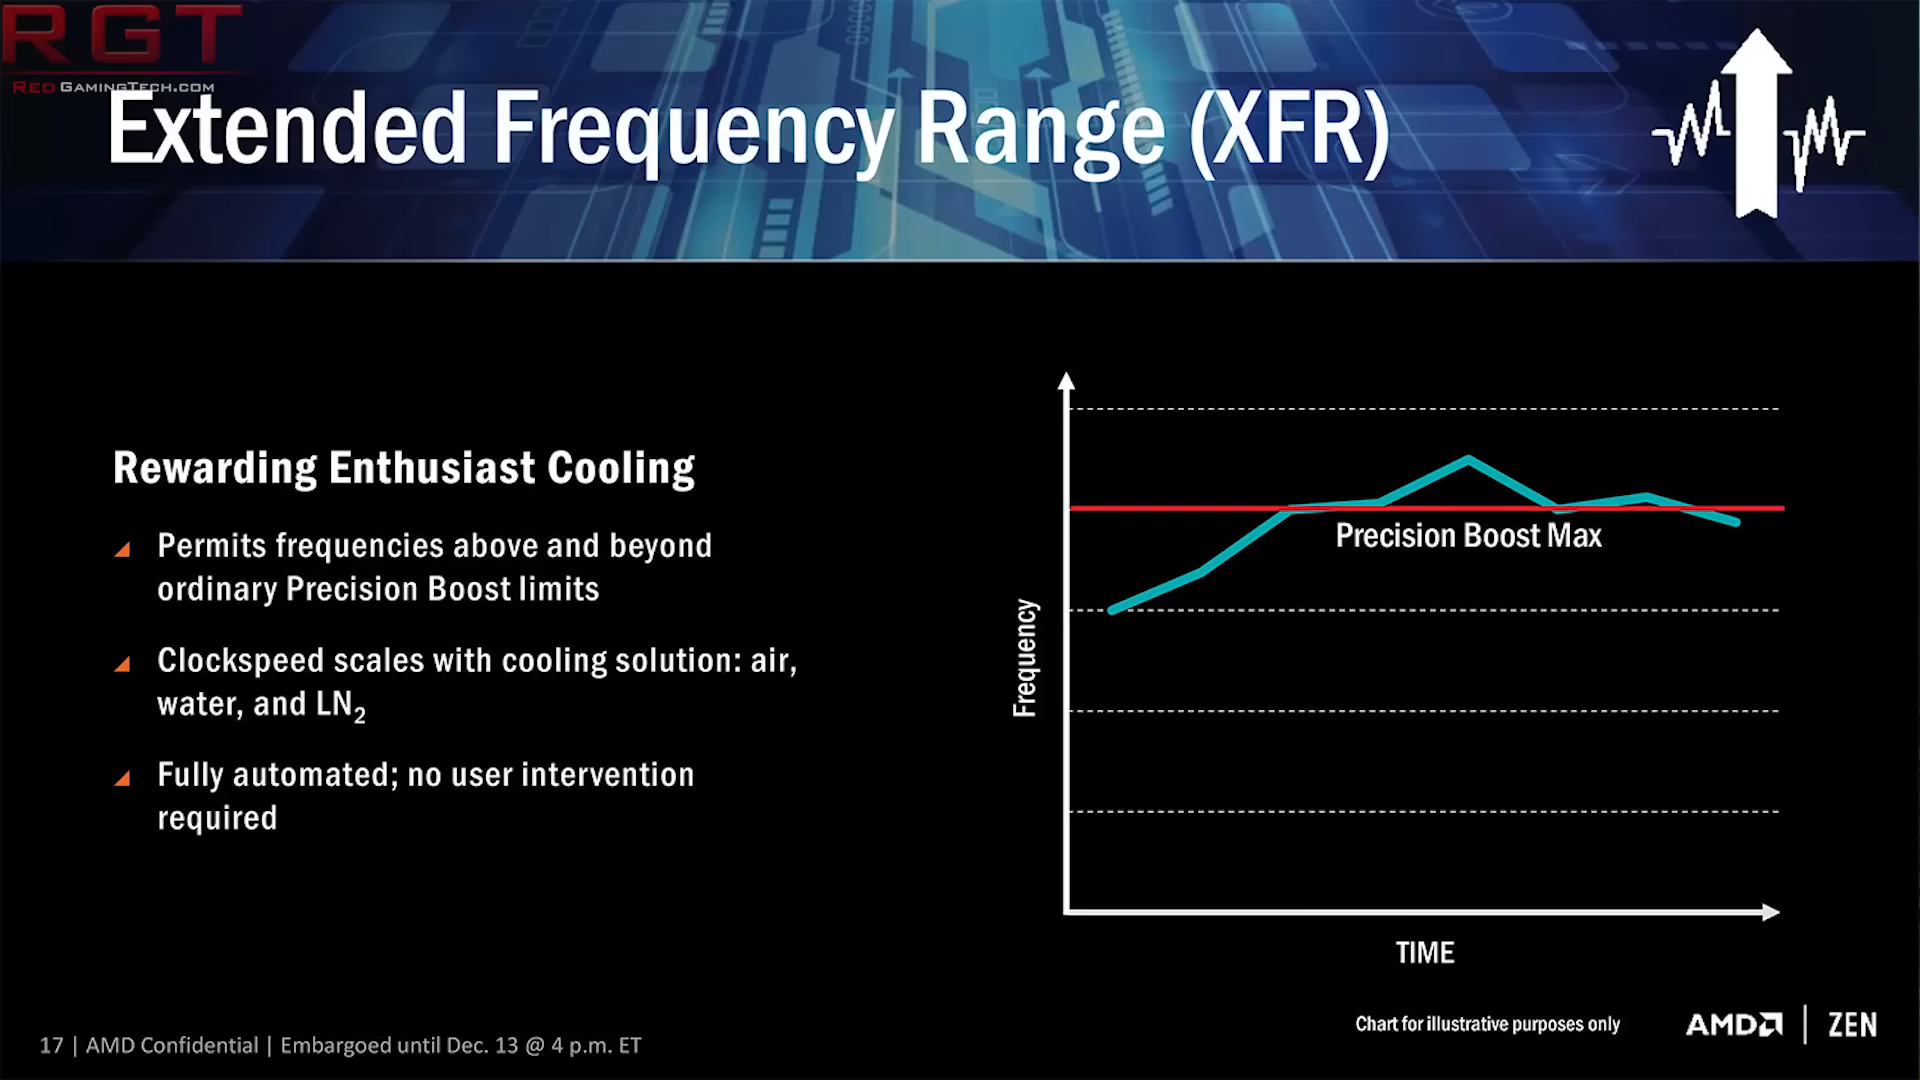 RGT
RedGamingTech.com
Extended Frequency Range (XFR)
Rewarding Enthusiast Cooling
Permits frequencies above and beyond
ordinary Precision Boost limits
Clockspeed scales with cooling solution: air,
water, and LN₂
Fully automated; no user intervention
required
Precision Boost Max
Frequency
TIME
Chart for illustrative purposes only
AMD | ZEN
17 | AMD Confidential | Embargoed until Dec. 13 @ 4 p.m. ET